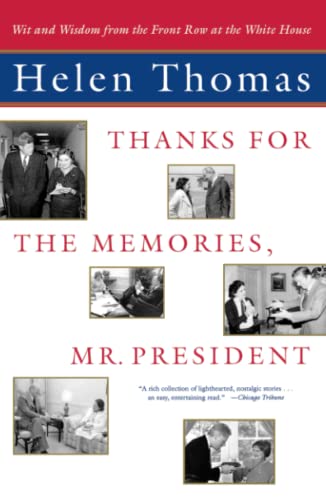 Wit and Wisdom from the Front Row at the White House
Helen Thomas
THANKS FOR
THE MEMORIES,
MR. PRESIDENT
“A rich collection of lighthearted, nostalgic stories . . .
an easy, entertaining read.” —Chicago Tribune